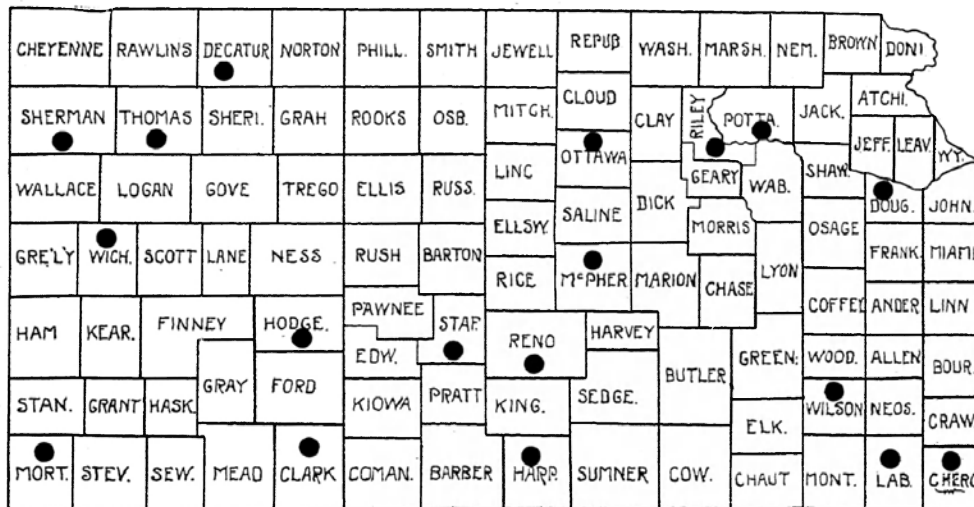 CHEYENNE RAWLINS DECATUR NORTON PHILL. SMITH JEWELL REPUB WASH. MARSH. NEM. BROWN DONI
SHERMAN THOMAS SHERI. GRAH ROOKS OSB. MITCH. CLOUD CLAY RILEY POTTA. JACK. ATCHI.
JEFF. LEAV. WY.
WALLACE LOGAN GOVE TREGO ELLIS RUSS. LINC OTTAWA GEARY WAB. SHAW. DOUG. JOHN.
GRE'L'Y WICH. SCOTT LANE NESS RUSH BARTON ELLSW. SALINE DICK MORRIS OSAGE FRANK. MIAMI
RICE McPHER MARION CHASE LYON
HAM KEAR. FINNEY HODGE. PAWNEE STAF. RENO HARVEY COFFEY ANDER LINN
EDW. GREEN. WOOD. ALLEN BOUR.
STAN. GRANT HASK. GRAY FORD KIOWA PRATT KING. SEDGE. BUTLER ELK. WILSON NEOS. CRAW
MORT. STEV. SEW. MEAD CLARK COMAN. BARBER HARP. SUMNER COW. CHAUT MONT. LAB. CHERO